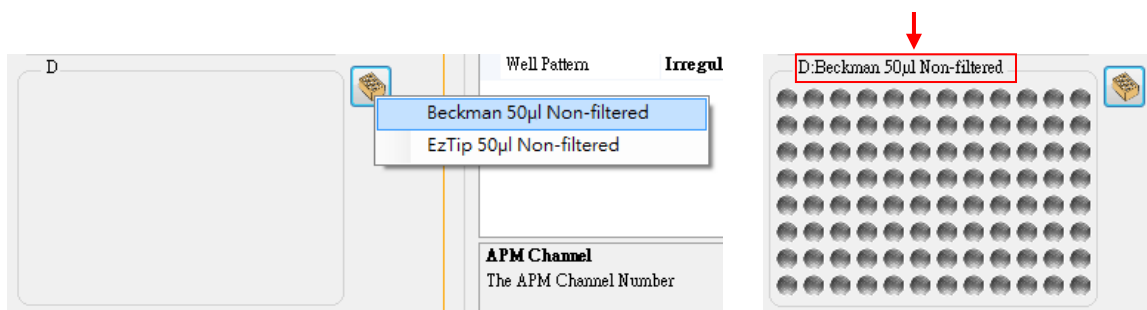 D
Well Pattern Irregul
Beckman 50µl Non-filtered
EzTip 50µl Non-filtered
APM Channel
The APM Channel Number
D:Beckman 50µl Non-filtered